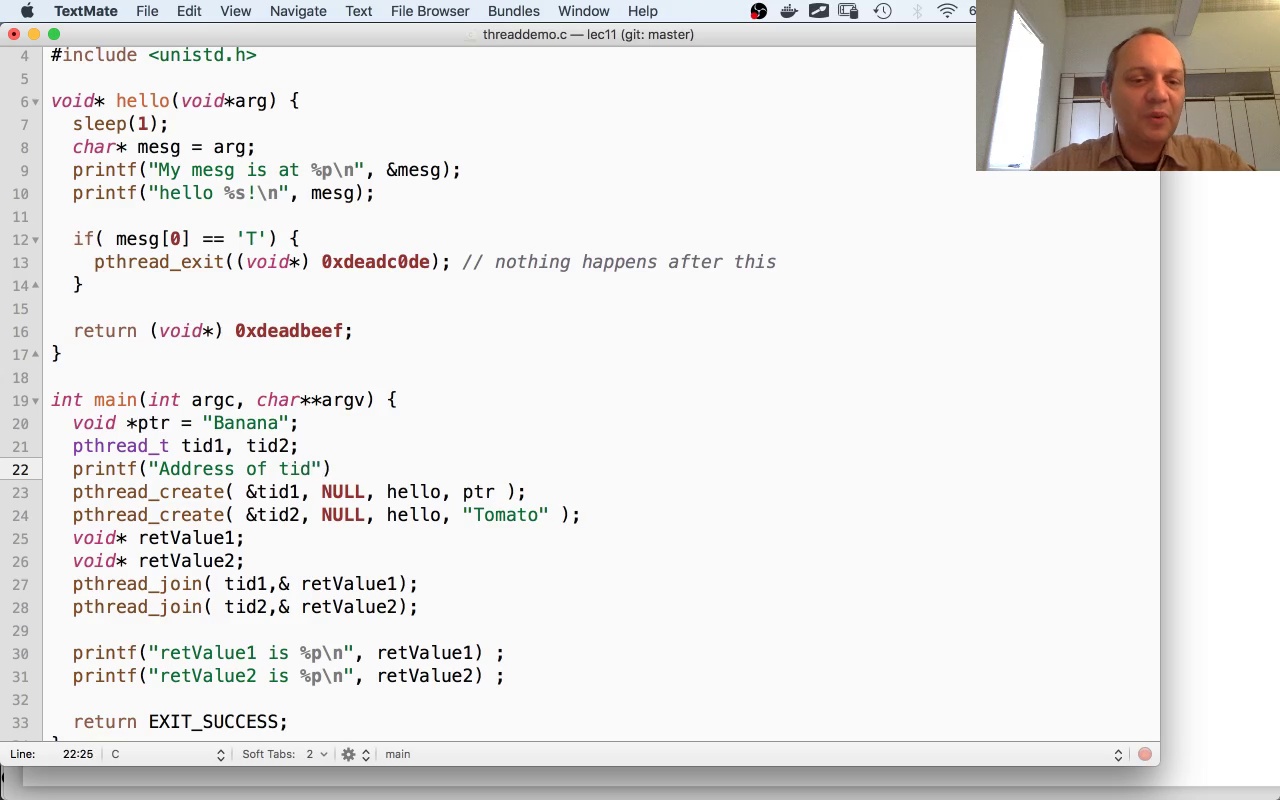 TextMate File Edit View Navigate Text File Browser Bundles Window Help 6
threaddemo.c — lec11 (git: master)
4 #include <unistd.h>
5
6 void* hello(void*arg) {
7 sleep(1);
8 char* mesg = arg;
9 printf("My mesg is at %p\n", &mesg);
10 printf("hello %s!\n", mesg);
11
12 if( mesg[0] == 'T') {
13 pthread_exit((void*) 0xdeadc0de); // nothing happens after this
14 }
15
16 return (void*) 0xdeadbeef;
17 }
18
19 int main(int argc, char**argv) {
20 void *ptr = "Banana";
21 pthread_t tid1, tid2;
22 printf("Address of tid")
23 pthread_create( &tid1, NULL, hello, ptr );
24 pthread_create( &tid2, NULL, hello, "Tomato" );
25 void* retValue1;
26 void* retValue2;
27 pthread_join( tid1,& retValue1);
28 pthread_join( tid2,& retValue2);
29
30 printf("retValue1 is %p\n", retValue1) ;
31 printf("retValue2 is %p\n", retValue2) ;
32
33 return EXIT_SUCCESS;
Line: 22:25 C Soft Tabs: 2 main